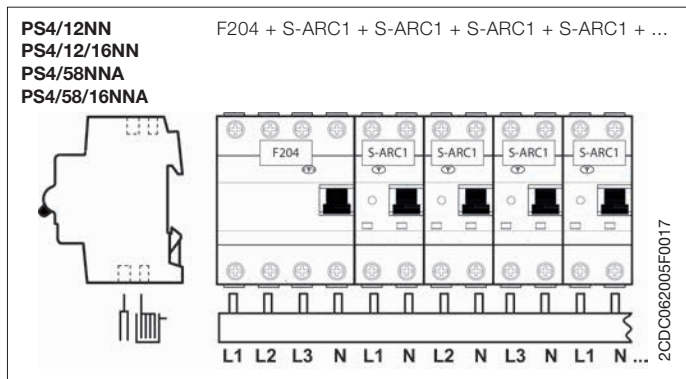 PS4/12NN F204 + S-ARC1 + S-ARC1 + S-ARC1 + S-ARC1 + ...
PS4/12/16NN
PS4/58NNA
PS4/58/16NNA
F204 S-ARC1 S-ARC1 S-ARC1 S-ARC1
L1 L2 L3 N L1 N L2 N L3 N L1 N ...
2CDC062005F0017